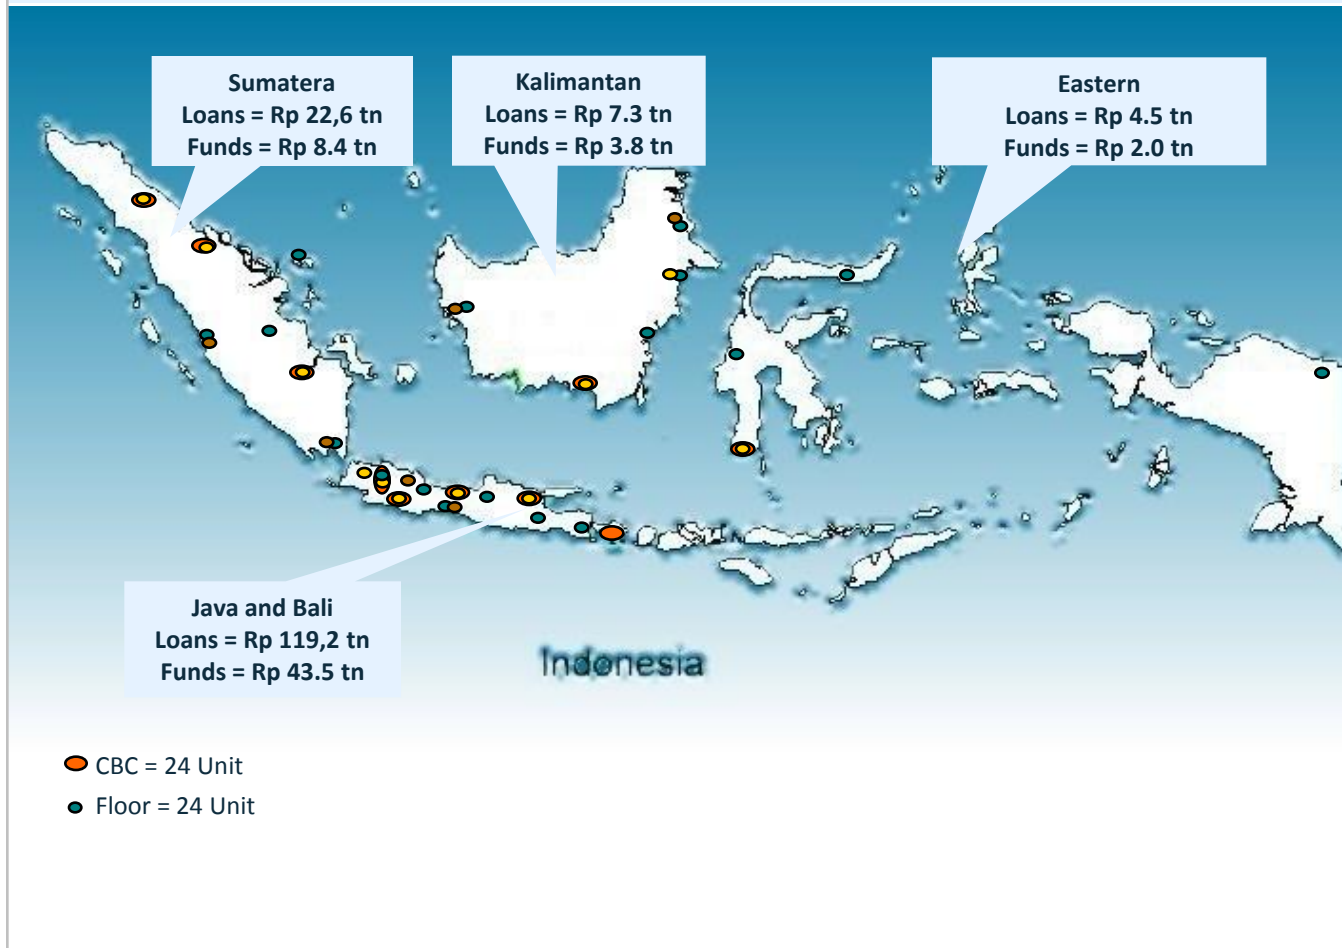 Sumatera
Loans = Rp 22,6 tn
Funds = Rp 8.4 tn
Kalimantan
Loans = Rp 7.3 tn
Funds = Rp 3.8 tn
Eastern
Loans = Rp 4.5 tn
Funds = Rp 2.0 tn
Java and Bali
Loans = Rp 119,2 tn
Funds = Rp 43.5 tn
Indonesia
CBC = 24 Unit
Floor = 24 Unit